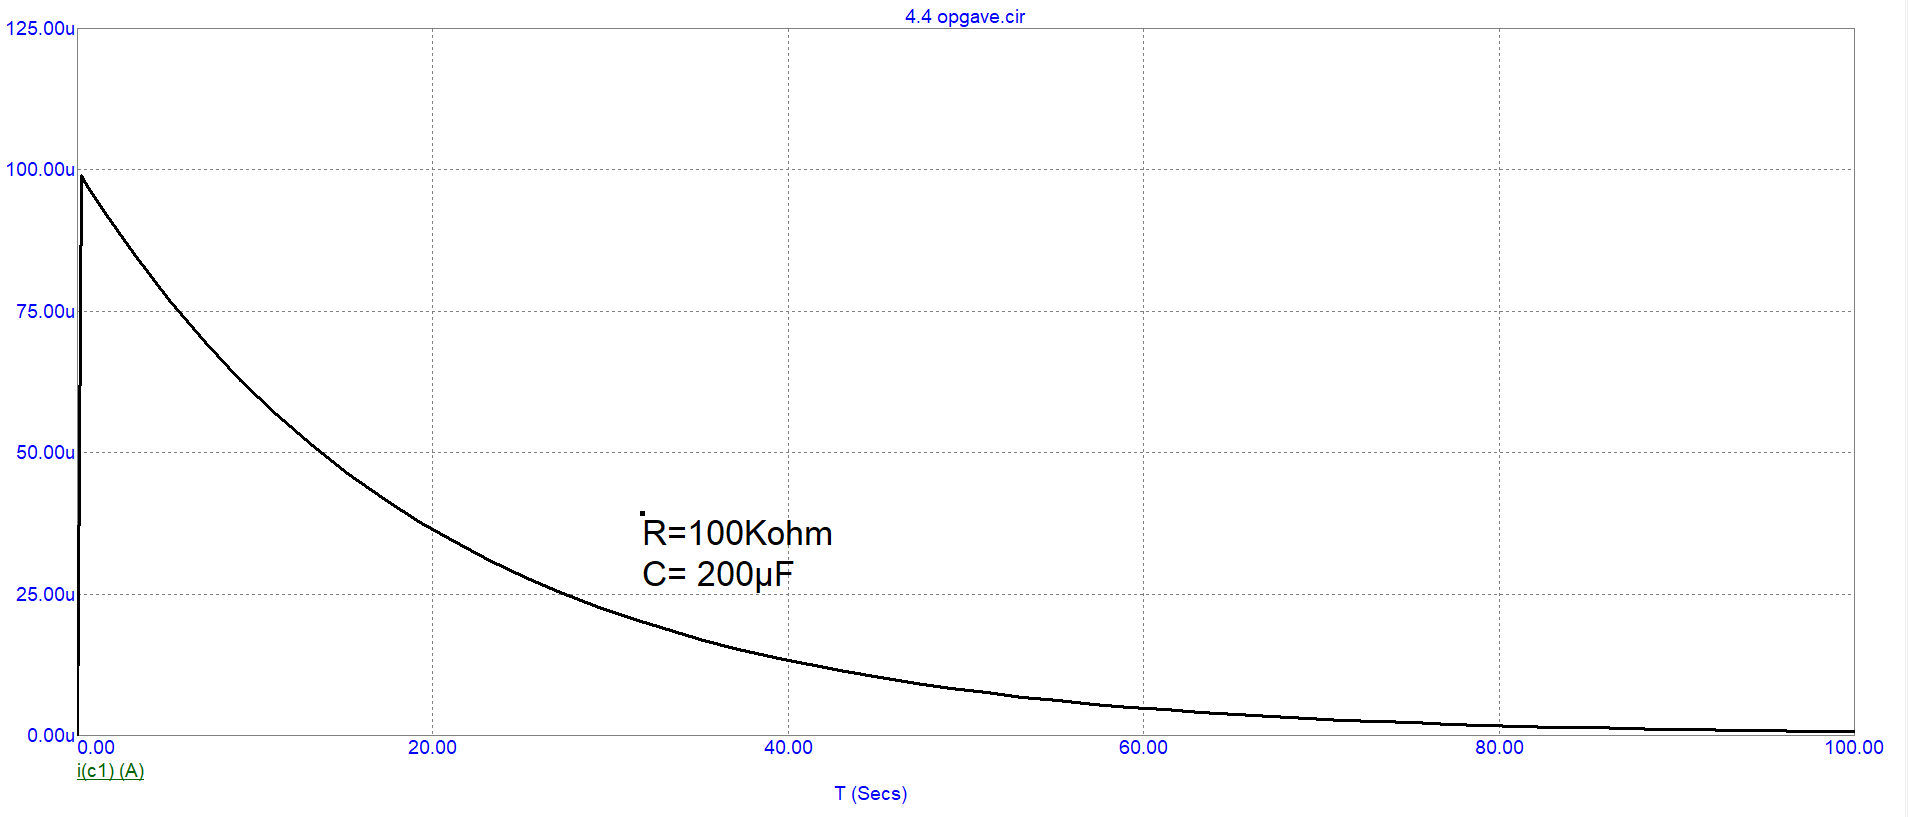 4.4 opgave.cir
125.00u
100.00u
75.00u
50.00u
R=100Kohm
C= 200µF
25.00u
0.00u
0.00 20.00 40.00 60.00 80.00 100.00
i(c1) (A)
T (Secs)